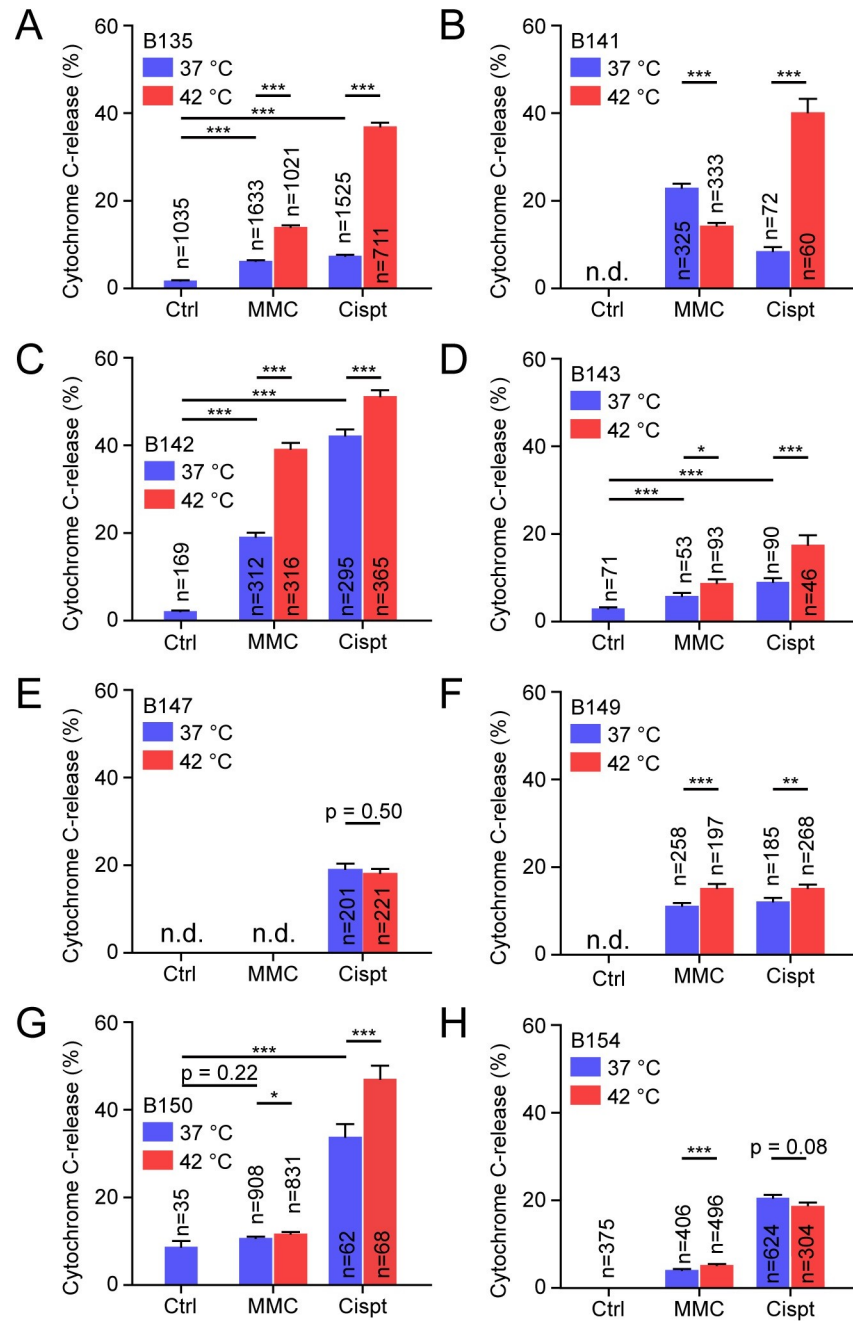 A
B135
37 °C
42 °C
Cytochrome C-release (%)
60
40
20
0
***
***
***
***
n=1035
n=1633
n=1021
n=1525
n=711
Ctrl
MMC
Cispt
B
B141
37 °C
42 °C
Cytochrome C-release (%)
60
40
20
0
***
***
n.d.
n=325
n=333
n=72
n=60
Ctrl
MMC
Cispt
C
B142
37 °C
42 °C
Cytochrome C-release (%)
60
40
20
0
***
***
***
***
n=169
n=312
n=316
n=295
n=365
Ctrl
MMC
Cispt
D
B143
37 °C
42 °C
Cytochrome C-release (%)
60
40
20
0
*
***
***
***
n=71
n=53
n=93
n=90
n=46
Ctrl
MMC
Cispt
E
B147
37 °C
42 °C
Cytochrome C-release (%)
60
40
20
0
p = 0.50
n.d.
n.d.
n=201
n=221
Ctrl
MMC
Cispt
F
B149
37 °C
42 °C
Cytochrome C-release (%)
60
40
20
0
***
**
n.d.
n=258
n=197
n=185
n=268
Ctrl
MMC
Cispt
G
B150
37 °C
42 °C
Cytochrome C-release (%)
60
40
20
0
***
***
p = 0.22
*
n=35
n=908
n=831
n=62
n=68
Ctrl
MMC
Cispt
H
B154
37 °C
42 °C
Cytochrome C-release (%)
60
40
20
0
***
p = 0.08
n=375
n=406
n=496
n=624
n=304
Ctrl
MMC
Cispt